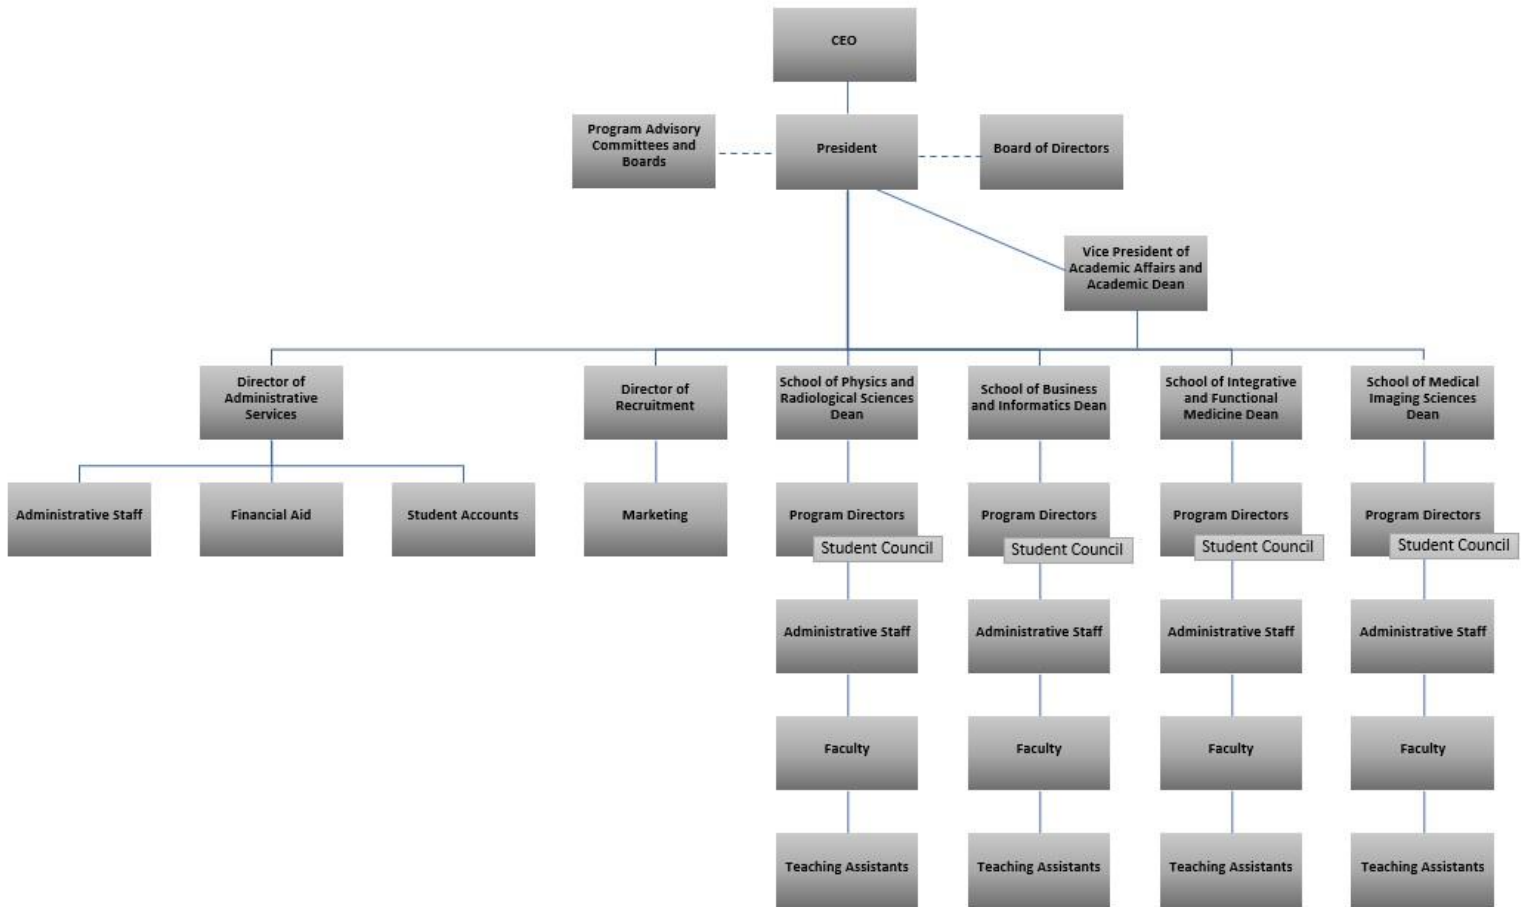 CEO
Program Advisory
Committees and
Boards
President
Board of Directors
Vice President of
Academic Affairs and
Academic Dean
Director of
Administrative
Services
Director of
Recruitment
School of Physics and
Radiological Sciences
Dean
School of Business
and Informatics Dean
School of Integrative
and Functional
Medicine Dean
School of Medical
Imaging Sciences
Dean
Administrative Staff
Financial Aid
Student Accounts
Marketing
Program Directors
Program Directors
Program Directors
Program Directors
Student Council
Student Council
Student Council
Student Council
Administrative Staff
Administrative Staff
Administrative Staff
Administrative Staff
Faculty
Faculty
Faculty
Faculty
Teaching Assistants
Teaching Assistants
Teaching Assistants
Teaching Assistants